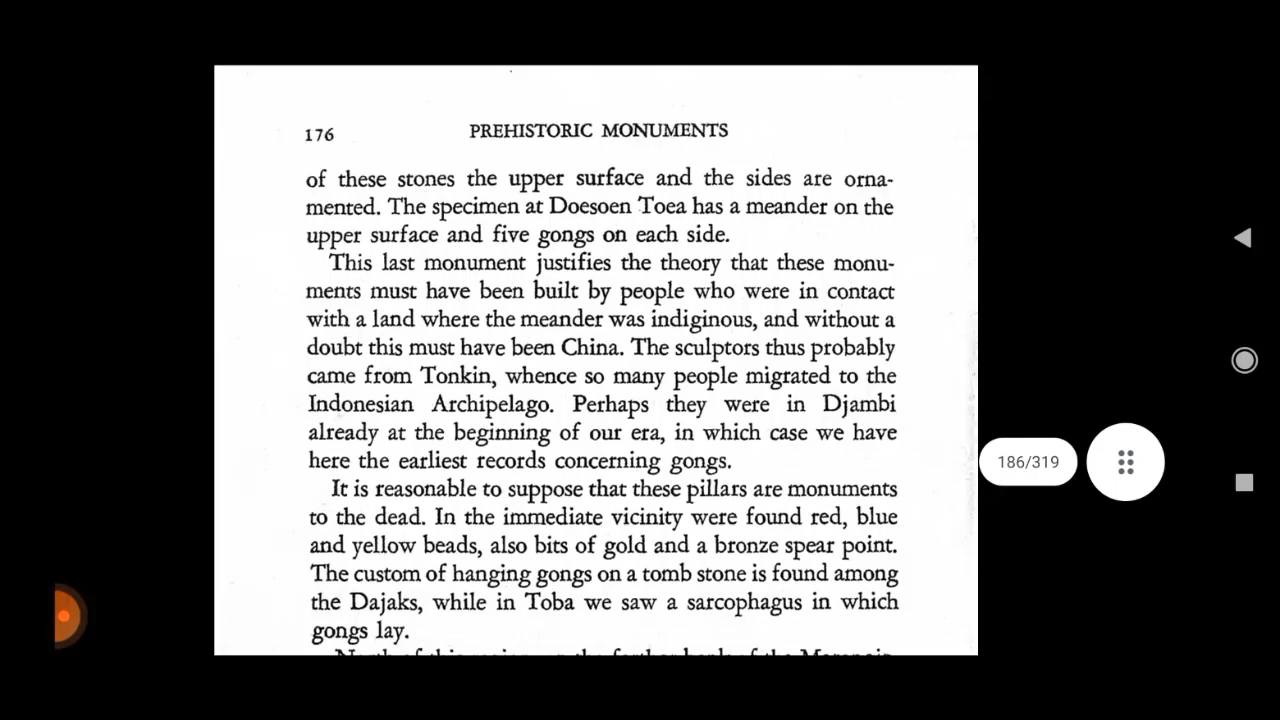 176 PREHISTORIC MONUMENTS
of these stones the upper surface and the sides are orna-
mented. The specimen at Doesoen Toea has a meander on the
upper surface and five gongs on each side.
This last monument justifies the theory that these monu-
ments must have been built by people who were in contact
with a land where the meander was indiginous, and without a
doubt this must have been China. The sculptors thus probably
came from Tonkin, whence so many people migrated to the
Indonesian Archipelago. Perhaps they were in Djambi
already at the beginning of our era, in which case we have
here the earliest records concerning gongs.
It is reasonable to suppose that these pillars are monuments
to the dead. In the immediate vicinity were found red, blue
and yellow beads, also bits of gold and a bronze spear point.
The custom of hanging gongs on a tomb stone is found among
the Dajaks, while in Toba we saw a sarcophagus in which
gongs lay.
186/319